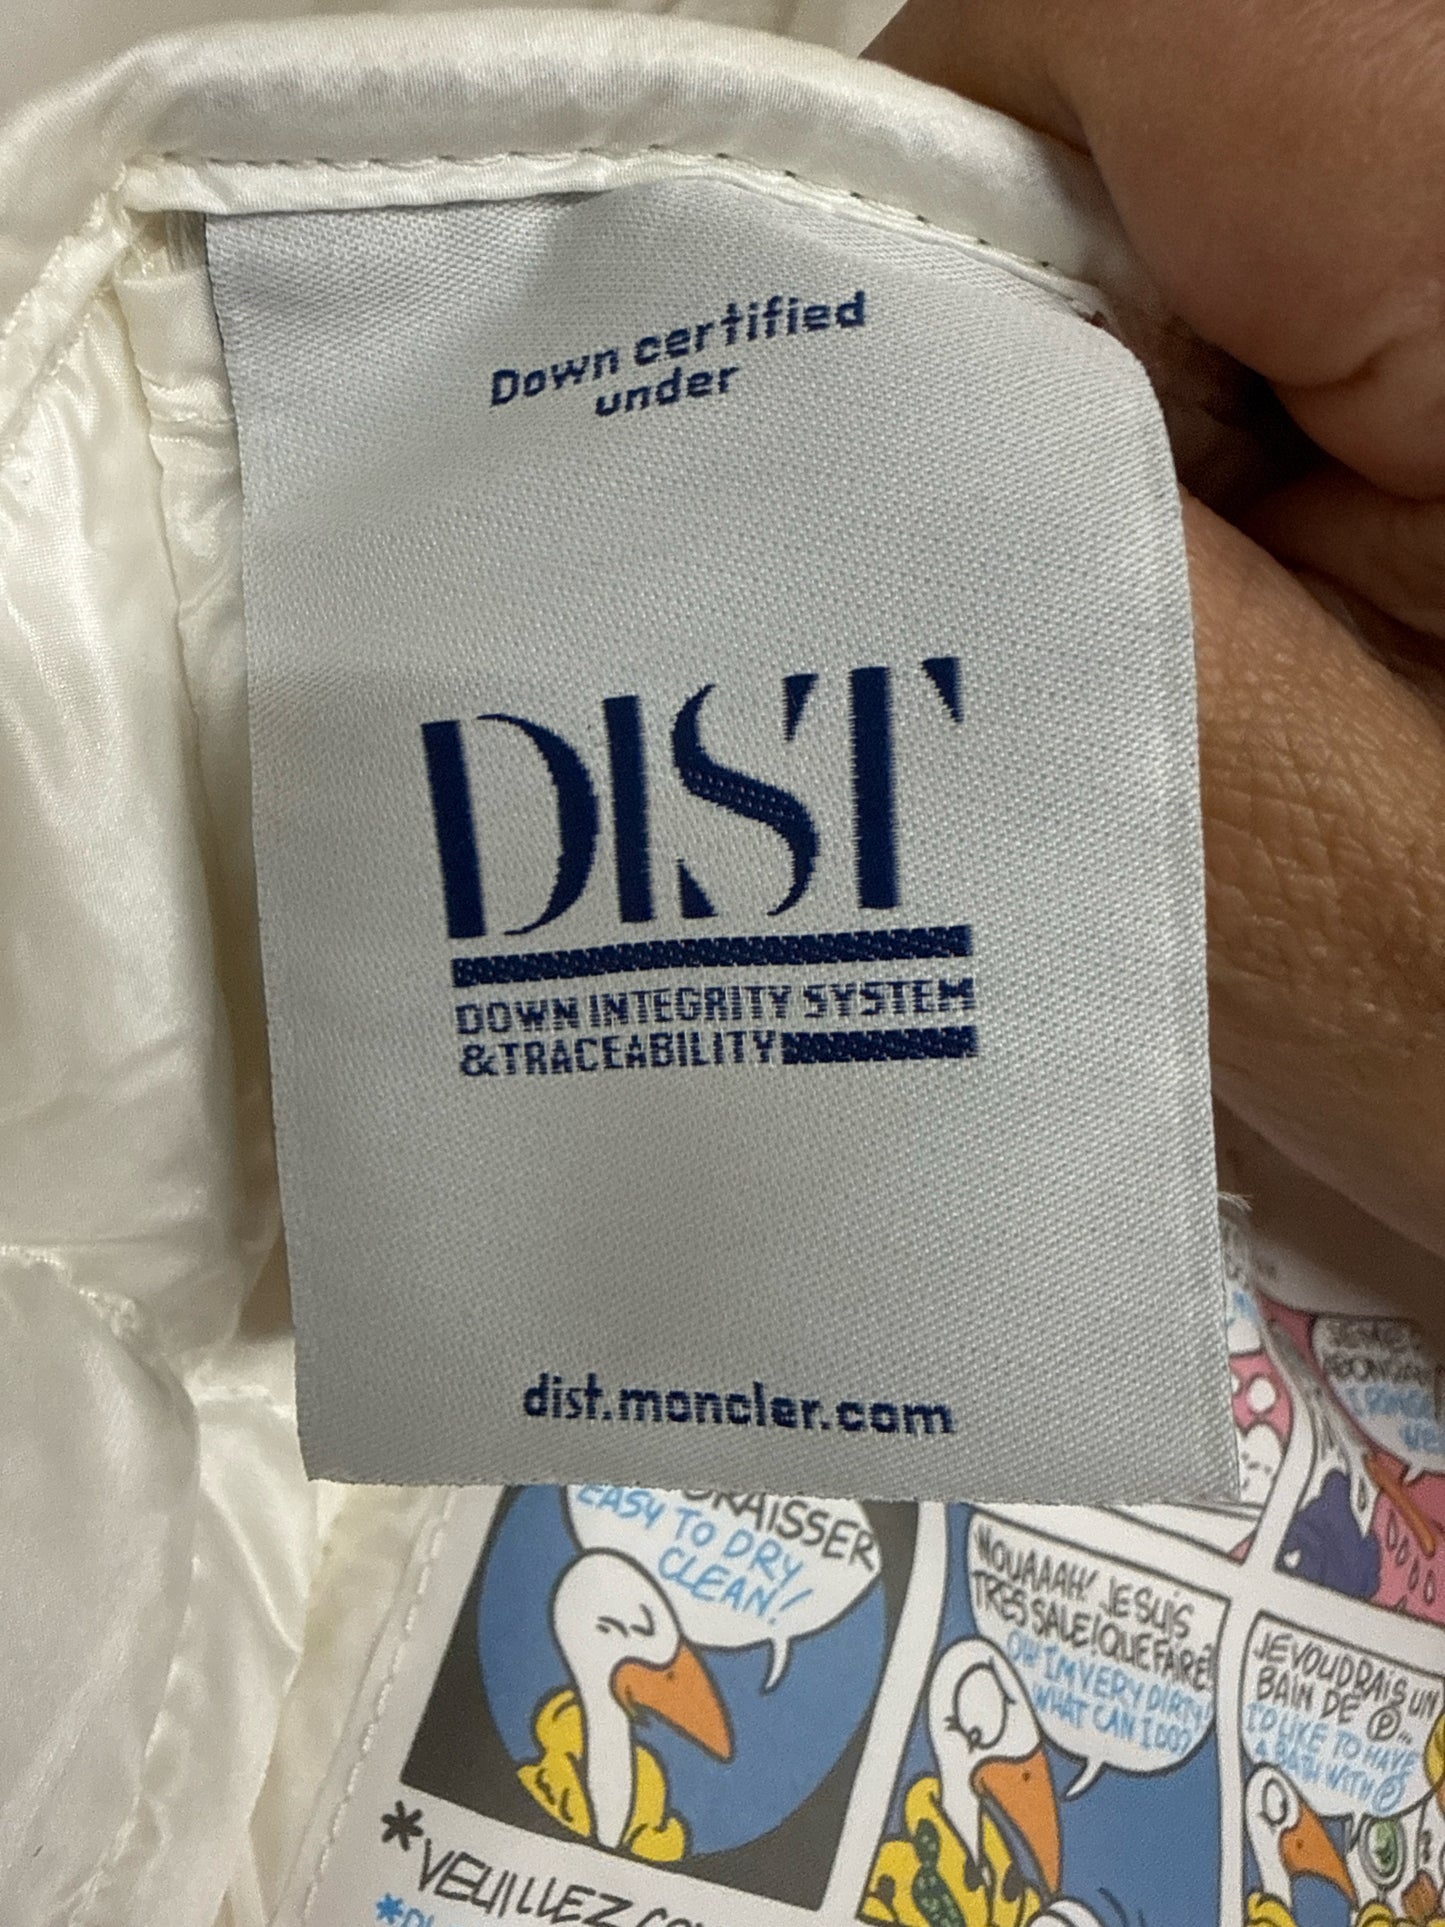 Down certified
under
DIST
DOWN INTEGRITY SYSTEM
&TRACEABILITY
dist.moncler.com
EASY TO DRY
CLEAN!
WOUAAAH! JE SUIS
TRES SALE! QUE FAIRE?
OH I'M VERY DIRTY!
WHAT CAN I DO?
JE VOUDRAIS UN
BAIN DE Ⓟ...
I'D LIKE TO HAVE
A BATH WITH Ⓟ
*VEUILLEZ